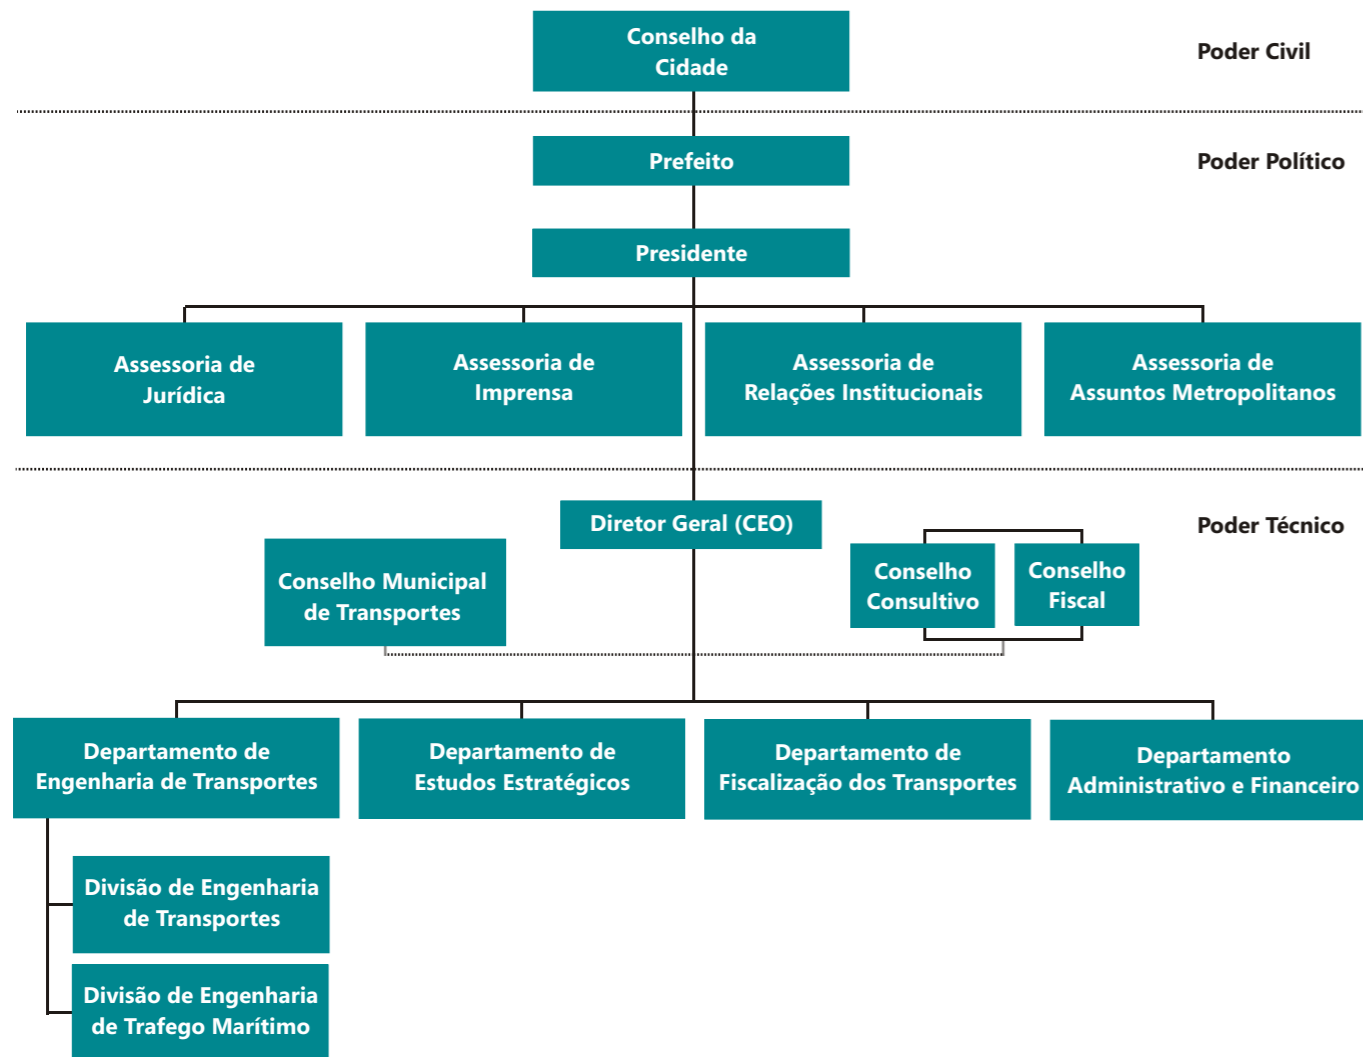 Conselho da
Cidade
Poder Civil
Prefeito
Poder Político
Presidente
Assessoria de
Jurídica
Assessoria de
Imprensa
Assessoria de
Relações Institucionais
Assessoria de
Assuntos Metropolitanos
Diretor Geral (CEO)
Poder Técnico
Conselho Municipal
de Transportes
Conselho
Consultivo
Conselho
Fiscal
Departamento de
Engenharia de Transportes
Departamento de
Estudos Estratégicos
Departamento de
Fiscalização dos Transportes
Departamento
Administrativo e Financeiro
Divisão de Engenharia
de Transportes
Divisão de Engenharia
de Trafego Marítimo